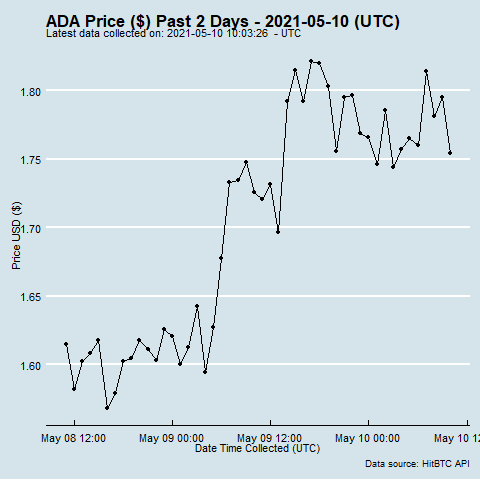 ADA Price ($) Past 2 Days - 2021-05-10 (UTC)
Latest data collected on: 2021-05-10 10:03:26  - UTC
1.80
1.75
1.70
1.65
1.60
Price USD ($)
May 08 12:00 May 09 00:00 May 09 12:00 May 10 00:00 May 10 12
Date Time Collected (UTC)
Data source: HitBTC API